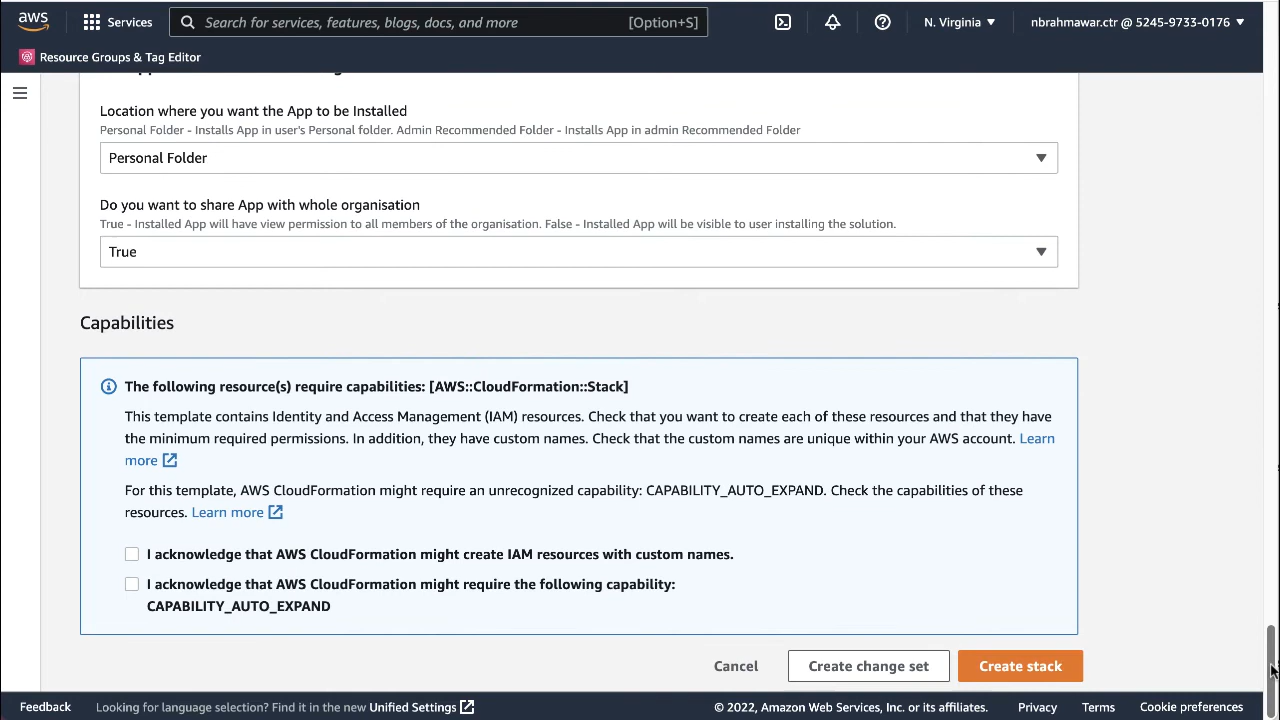 aws
Services
Search for services, features, blogs, docs, and more
[Option+S]
N. Virginia
nbrahmawar.ctr @ 5245-9733-0176
Resource Groups & Tag Editor
Location where you want the App to be Installed
Personal Folder - Installs App in user's Personal folder. Admin Recommended Folder - Installs App in admin Recommended Folder
Personal Folder
Do you want to share App with whole organisation
True - Installed App will have view permission to all members of the organisation. False - Installed App will be visible to user installing the solution.
True
Capabilities
The following resource(s) require capabilities: [AWS::CloudFormation::Stack]
This template contains Identity and Access Management (IAM) resources. Check that you want to create each of these resources and that they have
the minimum required permissions. In addition, they have custom names. Check that the custom names are unique within your AWS account. Learn
more
For this template, AWS CloudFormation might require an unrecognized capability: CAPABILITY_AUTO_EXPAND. Check the capabilities of these
resources. Learn more
I acknowledge that AWS CloudFormation might create IAM resources with custom names.
I acknowledge that AWS CloudFormation might require the following capability:
CAPABILITY_AUTO_EXPAND
Cancel
Create change set
Create stack
Feedback
Looking for language selection? Find it in the new Unified Settings
© 2022, Amazon Web Services, Inc. or its affiliates.
Privacy
Terms
Cookie preferences